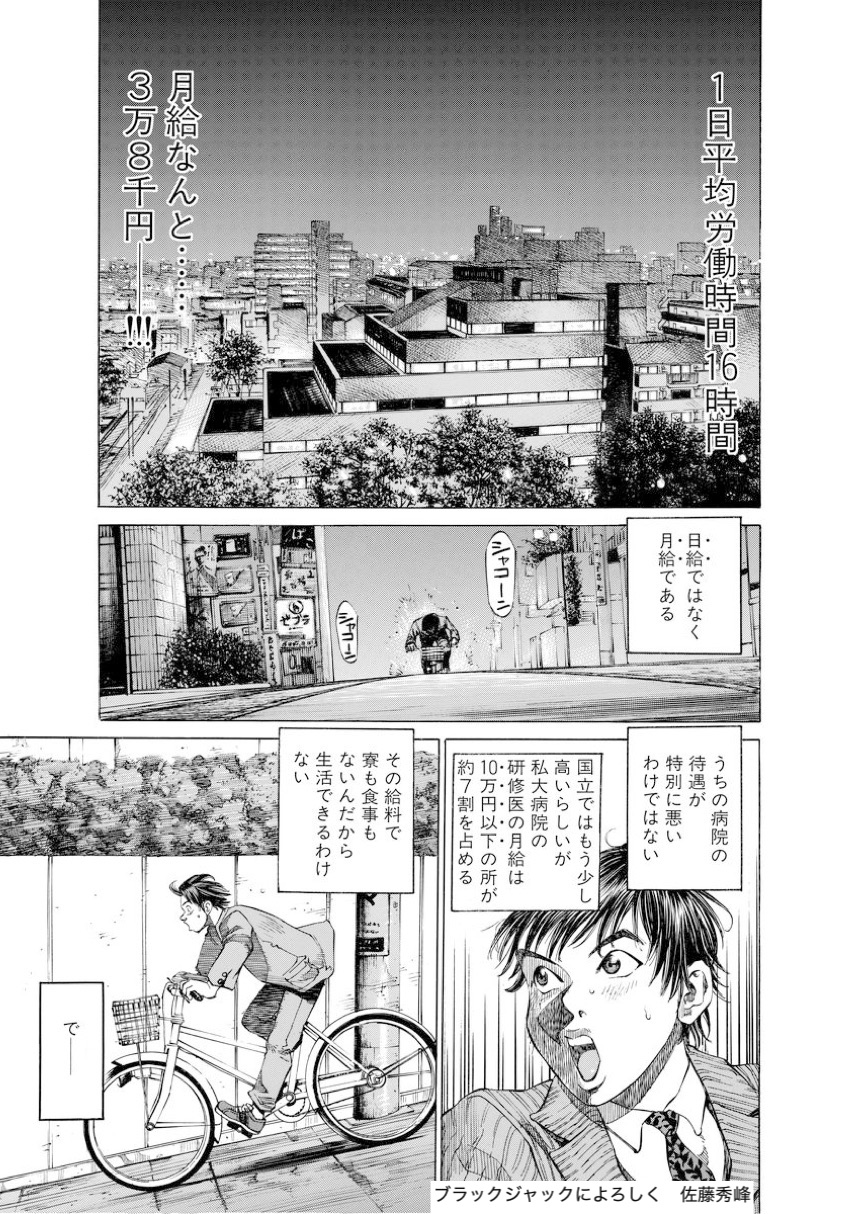 1日平均労働時間16時間
月給なんと……
3万8千円――!!!!
日給ではなく
月給である
シャコーシ
シャコーシ
ゼブラ
うちの病院の
待遇が
特別に悪い
わけではない
国立ではもう少し
高いらしいが
私大病院の
研修医の月給は
10万円以下の所が
約7割を占める
その給料で
寮も食事も
ないんだから
生活できるわけ
ない
で――
ブラックジャックによろしく　佐藤秀峰